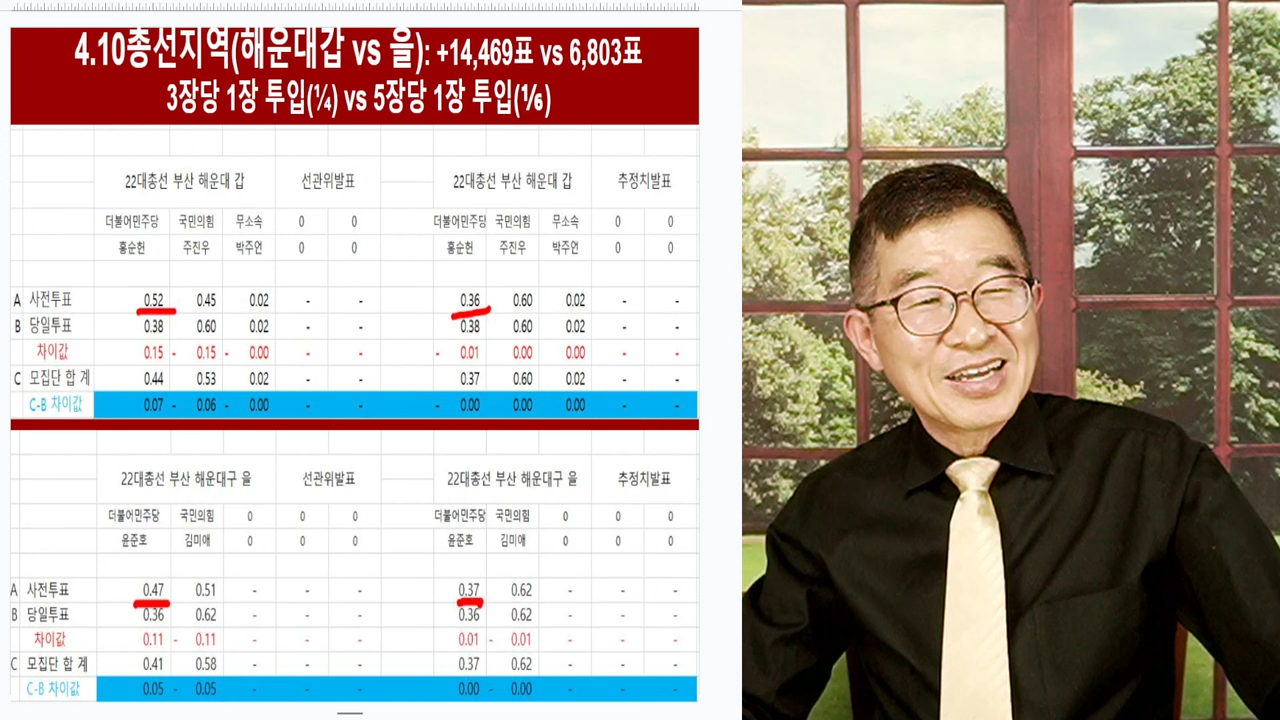 4.10총선지역(해운대갑 vs 을): +14,469표 vs 6,803표
3장당 1장 투입(¼) vs 5장당 1장 투입(⅙)
22대총선 부산 해운대 갑 선관위발표 22대총선 부산 해운대 갑 추정치발표
더불어민주당 국민의힘 무소속 0 0 더불어민주당 국민의힘 무소속 0 0
홍순헌 주진우 박주언 0 0 홍순헌 주진우 박주연 0 0
A 사전투표 0.52 0.45 0.02 - - 0.36 0.60 0.02 - -
B 당일투표 0.38 0.60 0.02 - - 0.38 0.60 0.02 - -
차이값 0.15 - 0.15 - 0.00 - - - 0.01 0.00 0.00 - -
C 모집단 합 계 0.44 0.53 0.02 - - 0.37 0.60 0.02 - -
C-B 차이값 0.07 - 0.06 - 0.00 - - - 0.00 0.00 0.00 - -
22대총선 부산 해운대구 을 선관위발표 22대총선 부산 해운대구 을 추정치발표
더불어민주당 국민의힘 0 0 0 더불어민주당 국민의힘 0 0 0
윤준호 김미애 0 0 0 윤준호 김미애 0 0 0
A 사전투표 0.47 0.51 - - - 0.37 0.62 - - -
B 당일투표 0.36 0.62 - - - 0.36 0.62 - - -
차이값 0.11 - 0.11 - - - 0.01 - 0.01 - - -
C 모집단 합 계 0.41 0.58 - - - 0.37 0.62 - - -
C-B 차이값 0.05 - 0.05 - - - 0.00 - 0.00 - - -